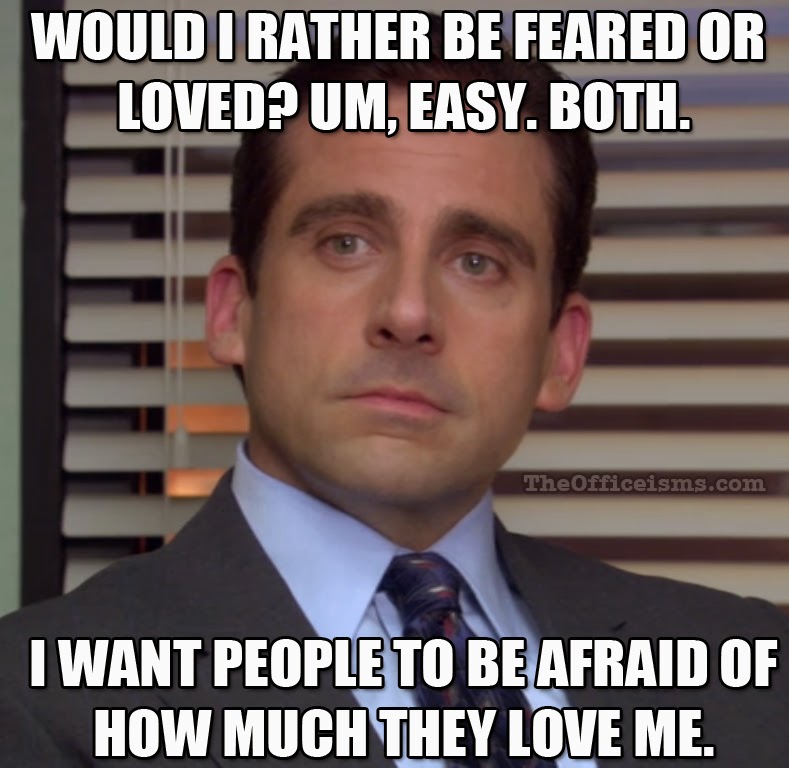 WOULD I RATHER BE FEARED OR
LOVED? UM, EASY. BOTH.
TheOfficeisms.com
I WANT PEOPLE TO BE AFRAID OF
HOW MUCH THEY LOVE ME.